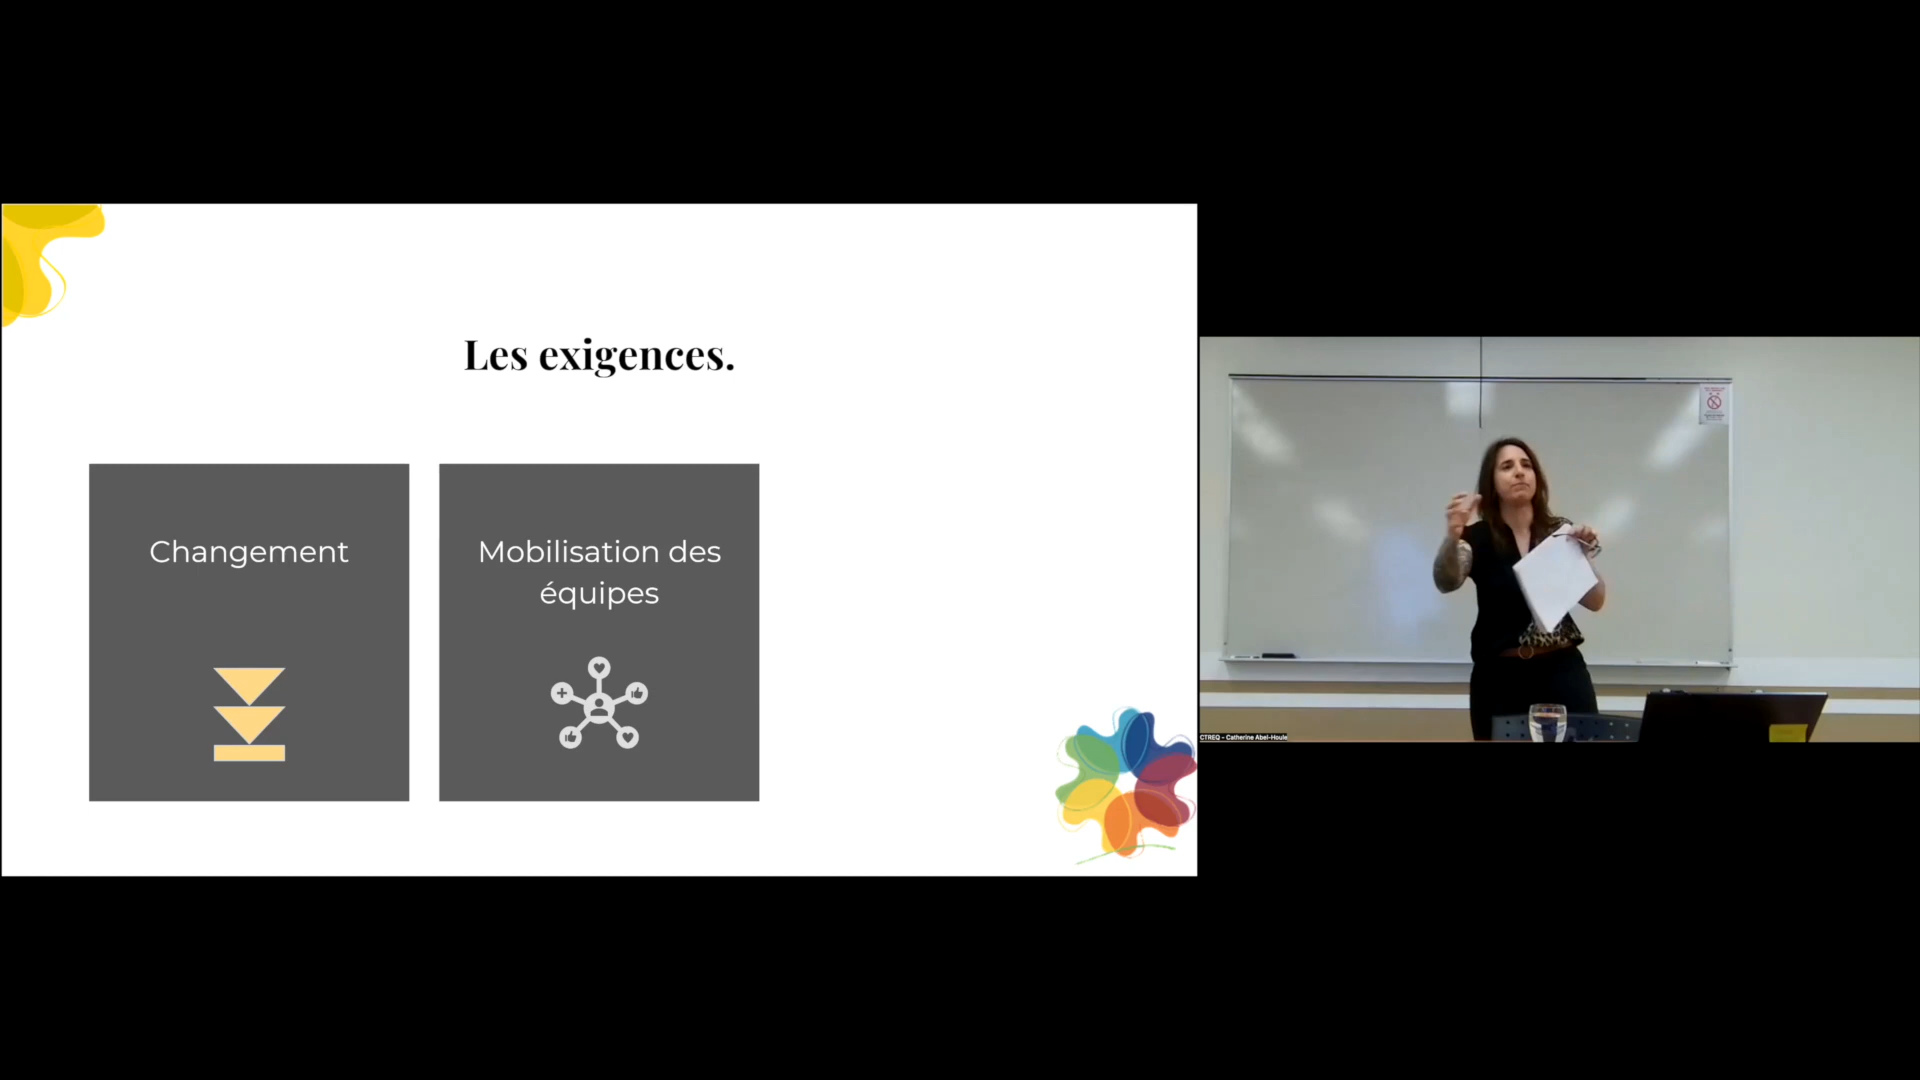 Les exigences.
Changement
Mobilisation des
équipes
CTREQ - Catherine Abel-Houle